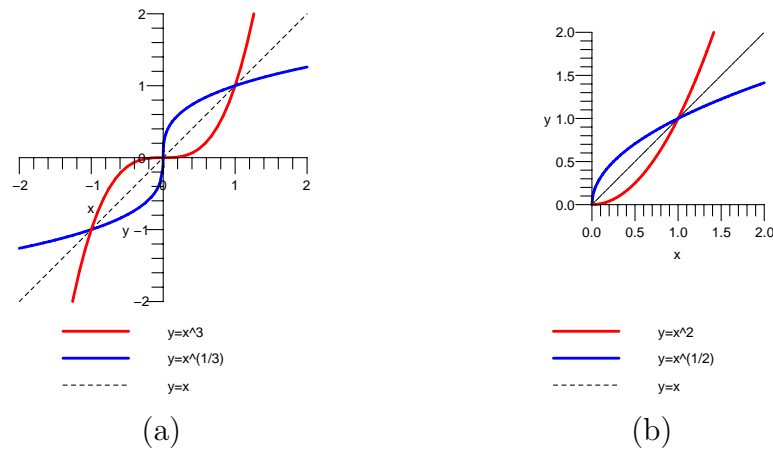 2
1
0
−2 −1 0 1 2
x
y −1
−2
y=x^3
y=x^(1/3)
y=x
(a)
2.0
1.5
y 1.0
0.5
0.0
0.0 0.5 1.0 1.5 2.0
x
y=x^2
y=x^(1/2)
y=x
(b)